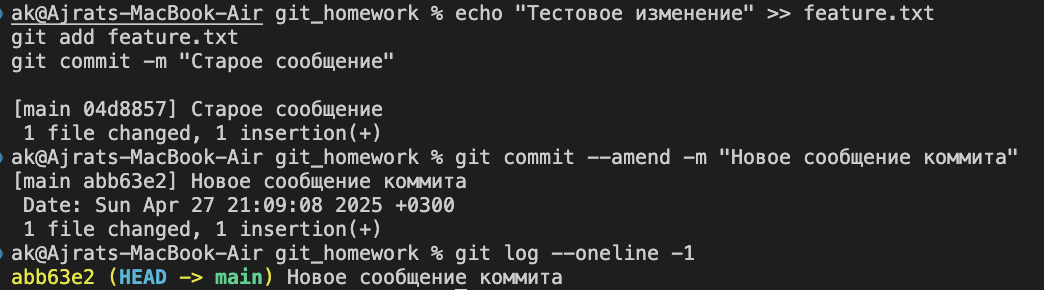 ak@Ajrats-MacBook-Air git_homework % echo "Тестовое изменение" >> feature.txt
git add feature.txt
git commit -m "Старое сообщение"
[main 04d8857] Старое сообщение
 1 file changed, 1 insertion(+)
ak@Ajrats-MacBook-Air git_homework % git commit --amend -m "Новое сообщение коммита"
[main abb63e2] Новое сообщение коммита
 Date: Sun Apr 27 21:09:08 2025 +0300
 1 file changed, 1 insertion(+)
ak@Ajrats-MacBook-Air git_homework % git log --oneline -1
abb63e2 (HEAD -> main) Новое сообщение коммита